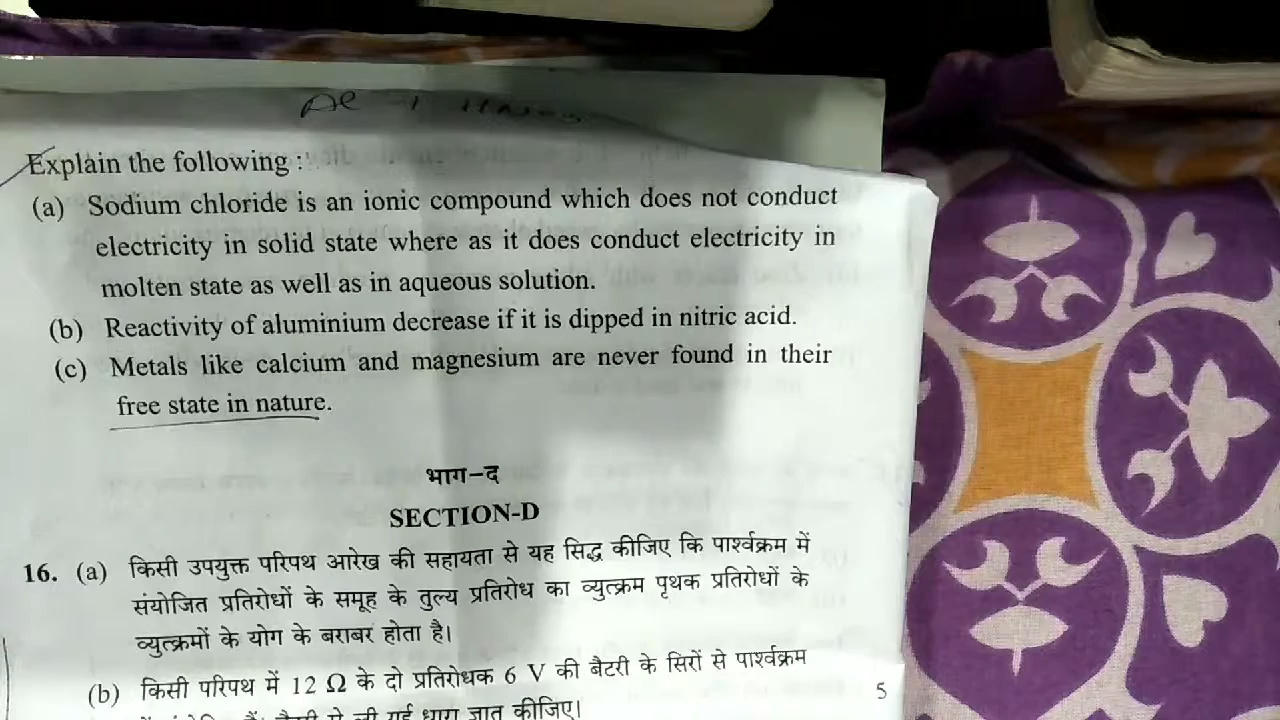 Al
Explain the following :
(a) Sodium chloride is an ionic compound which does not conduct
electricity in solid state where as it does conduct electricity in
molten state as well as in aqueous solution.
(b) Reactivity of aluminium decrease if it is dipped in nitric acid.
(c) Metals like calcium and magnesium are never found in their
free state in nature.
भाग-द
SECTION-D
16. (a) किसी उपयुक्त परिपथ आरेख की सहायता से यह सिद्ध कीजिए कि पार्श्वक्रम में
संयोजित प्रतिरोधों के समूह के तुल्य प्रतिरोध का व्युत्क्रम पृथक प्रतिरोधों के
व्युत्क्रमों के योग के बराबर होता है।
(b) किसी परिपथ में 12 Ω के दो प्रतिरोधक 6 V की बैटरी के सिरों से पार्श्वक्रम
ली गई धारा ज्ञात कीजिए।
5